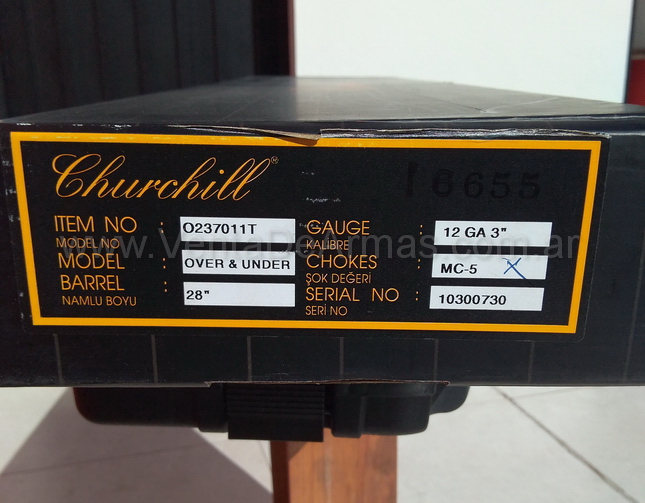 Churchill®
16655
ITEM NO : O237011T
MODEL NO
MODEL : OVER & UNDER
BARREL : 28"
NAMLU BOYU
GAUGE : 12 GA 3"
KALİBRE
CHOKES : MC-5 X
ŞOK DEĞERİ
SERIAL NO : 10300730
SERİ NO
www.VentaDeArmas.com.ar